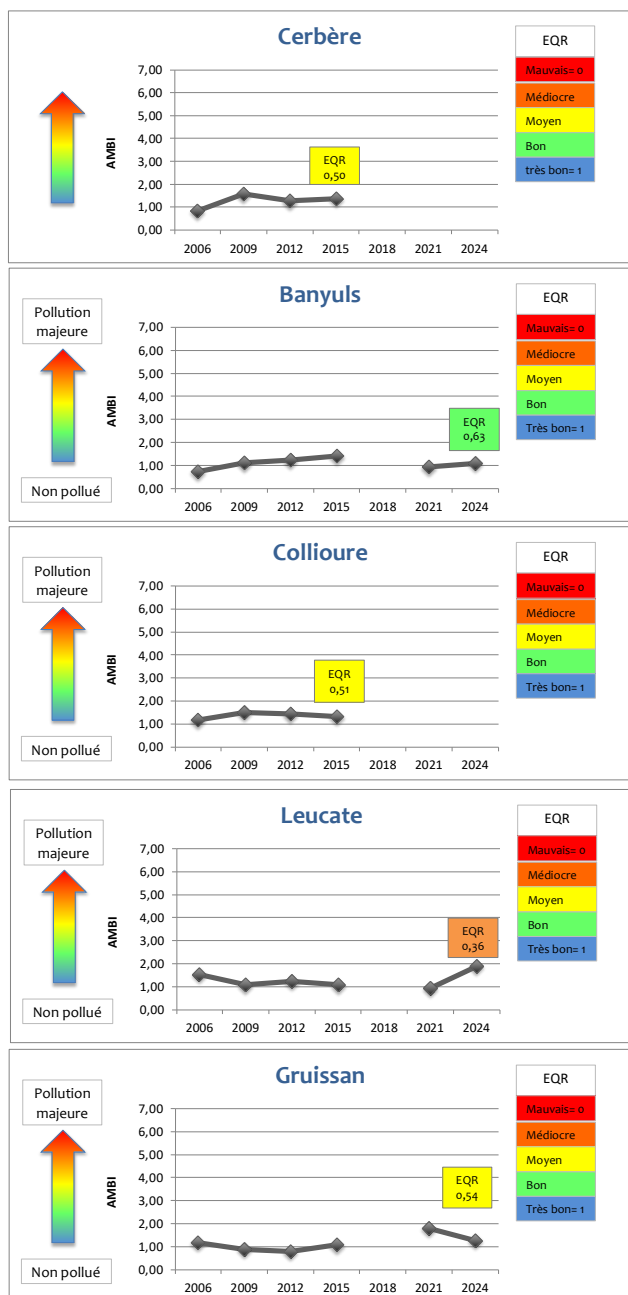 Cerbère
EQR
Mauvais= 0
Médiocre
Moyen
Bon
très bon= 1
AMBI
7,00
6,00
5,00
4,00
3,00
2,00
1,00
0,00
EQR
0,50
2006 2009 2012 2015 2018 2021 2024
Banyuls
Pollution
majeure
Non pollué
EQR
Mauvais= 0
Médiocre
Moyen
Bon
Très bon= 1
AMBI
7,00
6,00
5,00
4,00
3,00
2,00
1,00
0,00
EQR
0,63
2006 2009 2012 2015 2018 2021 2024
Collioure
Pollution
majeure
Non pollué
EQR
Mauvais= 0
Médiocre
Moyen
Bon
Très bon= 1
AMBI
7,00
6,00
5,00
4,00
3,00
2,00
1,00
0,00
EQR
0,51
2006 2009 2012 2015 2018 2021 2024
Leucate
Pollution
majeure
Non pollué
EQR
Mauvais= 0
Médiocre
Moyen
Bon
Très bon= 1
AMBI
7,00
6,00
5,00
4,00
3,00
2,00
1,00
0,00
EQR
0,36
2006 2009 2012 2015 2018 2021 2024
Gruissan
Pollution
majeure
Non pollué
EQR
Mauvais= 0
Médiocre
Moyen
Bon
Très bon= 1
AMBI
7,00
6,00
5,00
4,00
3,00
2,00
1,00
0,00
EQR
0,54
2006 2009 2012 2015 2018 2021 2024